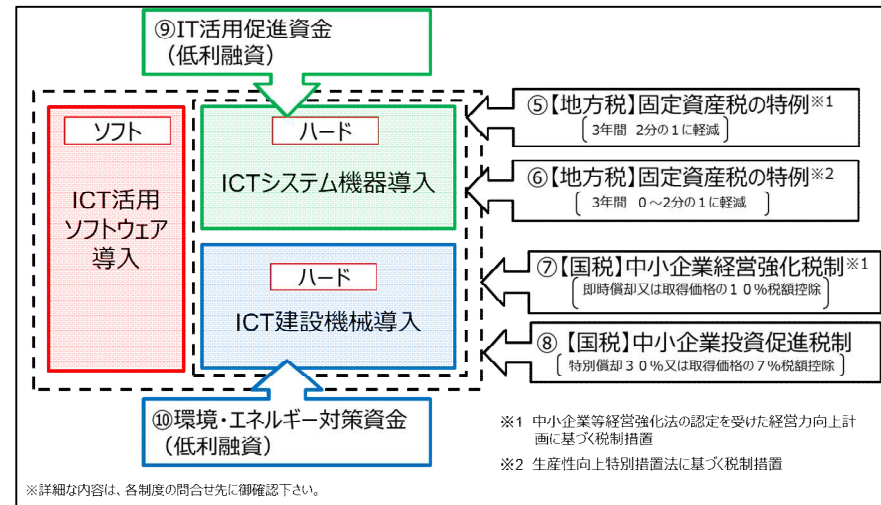 ⑨IT活用促進資金
(低利融資)
ソフト
ICT活用
ソフトウェア
導入
ハード
ICTシステム機器導入
ハード
ICT建設機械導入
⑩環境・エネルギー対策資金
(低利融資)
⑤【地方税】固定資産税の特例※1
3年間 2分の1に軽減
⑥【地方税】固定資産税の特例※2
3年間 0~2分の1に軽減
⑦【国税】中小企業経営強化税制※1
即時償却又は取得価格の10%税額控除
⑧【国税】中小企業投資促進税制
特別償却30%又は取得価格の7%税額控除
※1 中小企業等経営強化法の認定を受けた経営力向上計
画に基づく税制措置
※2 生産性向上特別措置法に基づく税制措置
※詳細な内容は、各制度の問合せ先に御確認下さい。